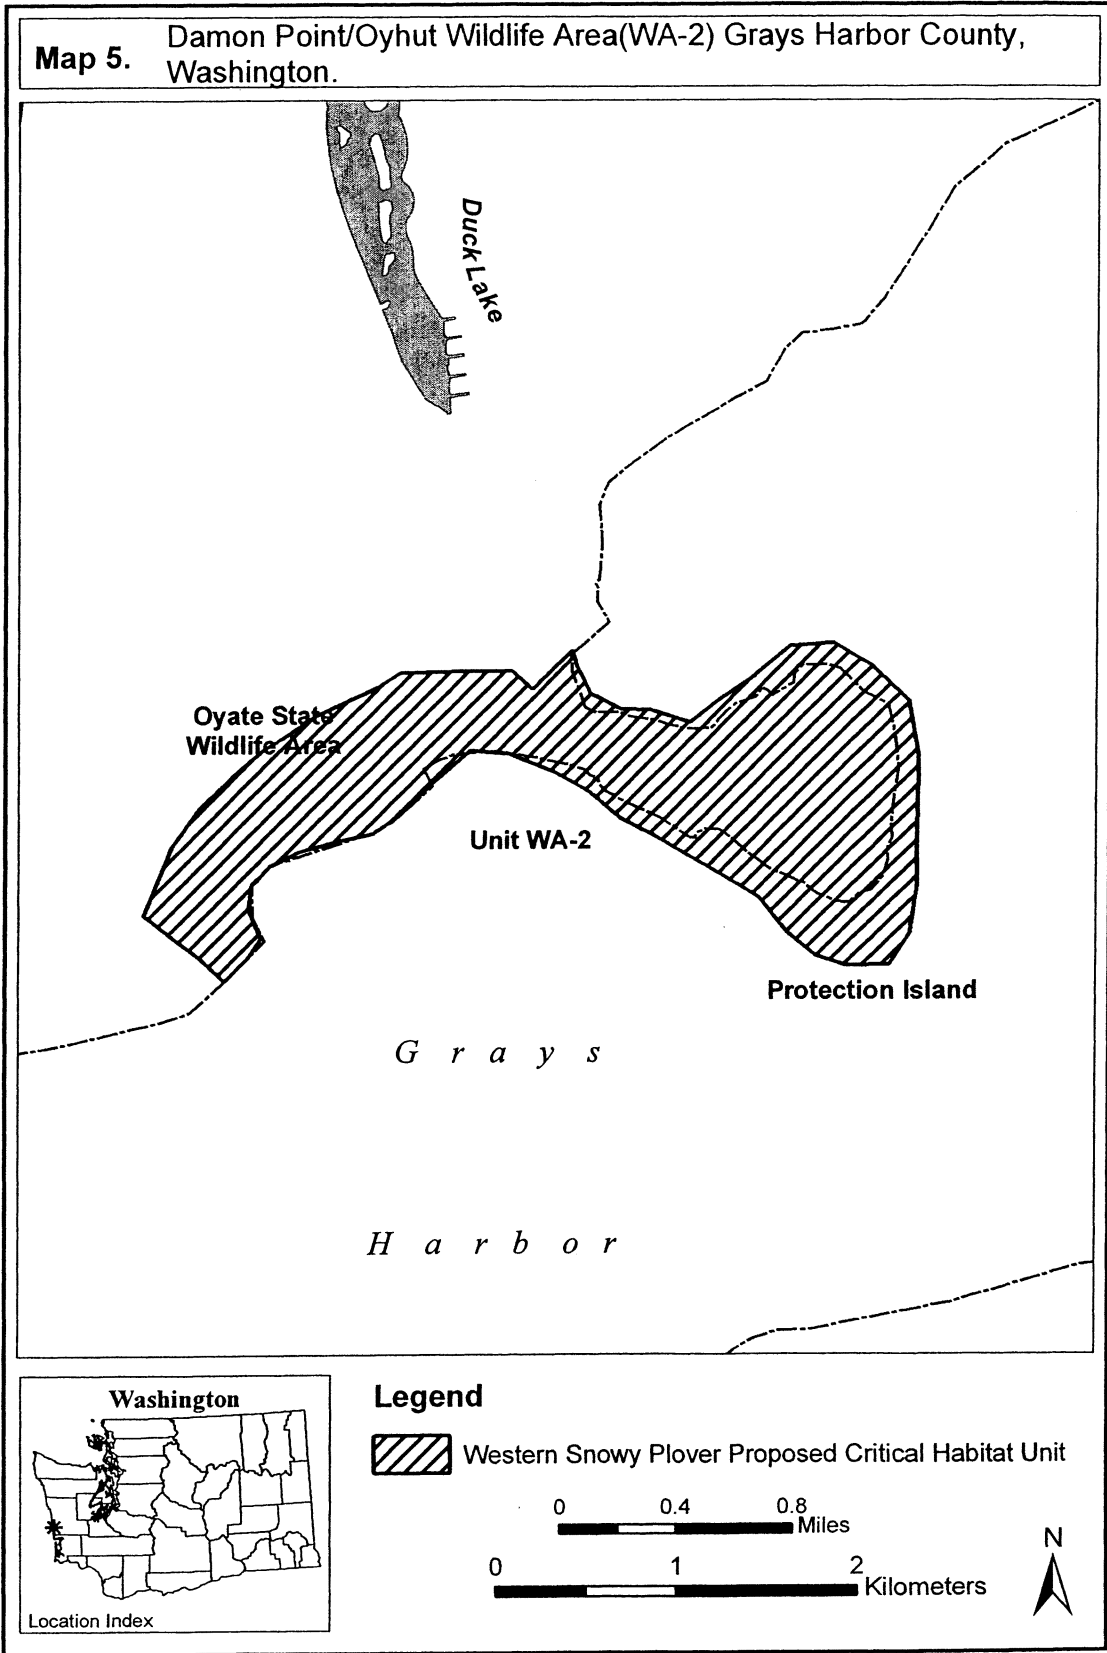 Map 5.
Damon Point/Oyhut Wildlife Area(WA-2) Grays Harbor County,
Washington.
Duck Lake
Oyate State
Wildlife Area
Unit WA-2
Protection Island
Grays
Harbor
Washington
Location Index
Legend
Western Snowy Plover Proposed Critical Habitat Unit
0 0.4 0.8
Miles
0 1 2
Kilometers
N